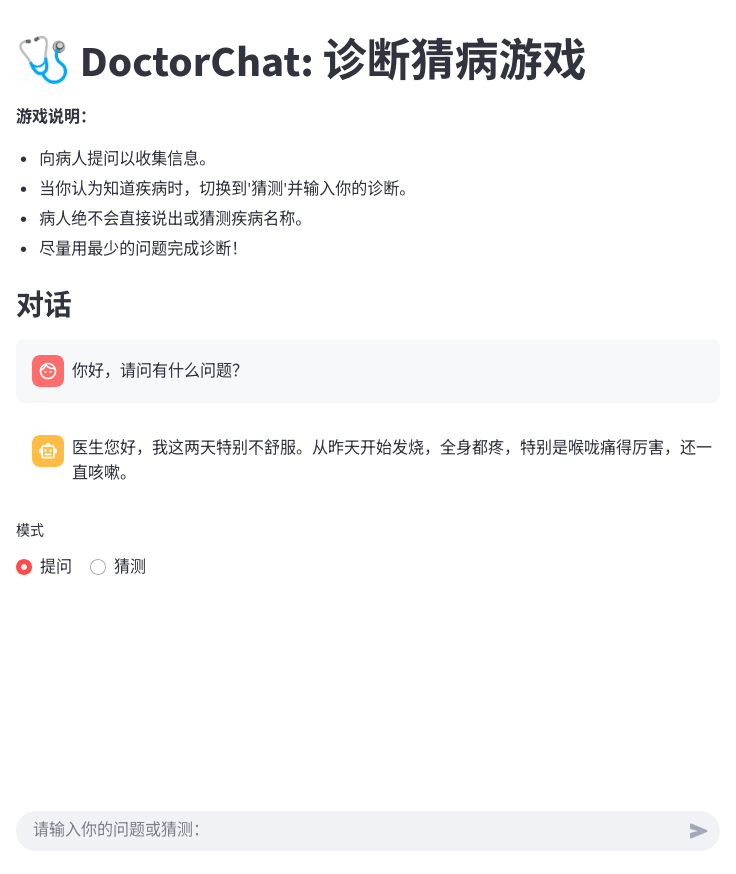 DoctorChat: 诊断猜病游戏
游戏说明：
向病人提问以收集信息。
当你认为知道疾病时，切换到'猜测'并输入你的诊断。
病人绝不会直接说出或猜测疾病名称。
尽量用最少的问题完成诊断！
对话
你好，请问有什么问题？
医生您好，我这两天特别不舒服。从昨天开始发烧，全身都疼，特别是喉咙痛得厉害，还一
直咳嗽。
模式
提问 猜测
请输入你的问题或猜测：